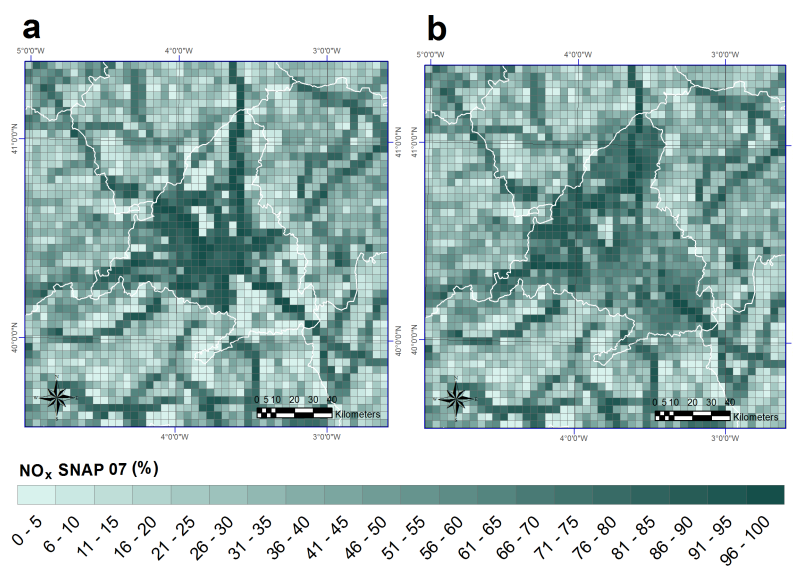 a
b
5°0'0"W 4°0'0"W 3°0'0"W
5°0'0"W 4°0'0"W 3°0'0"W
41°0'0"N
40°0'0"N
41°0'0"N
40°0'0"N
0 5 10 20 30 40
Kilometers
0 5 10 20 30 40
Kilometers
4°0'0"W 3°0'0"W
4°0'0"W 3°0'0"W
NOx SNAP 07 (%)
0 - 5
6 - 10
11 - 15
16 - 20
21 - 25
26 - 30
31 - 35
36 - 40
41 - 45
46 - 50
51 - 55
56 - 60
61 - 65
66 - 70
71 - 75
76 - 80
81 - 85
86 - 90
91 - 95
96 - 100